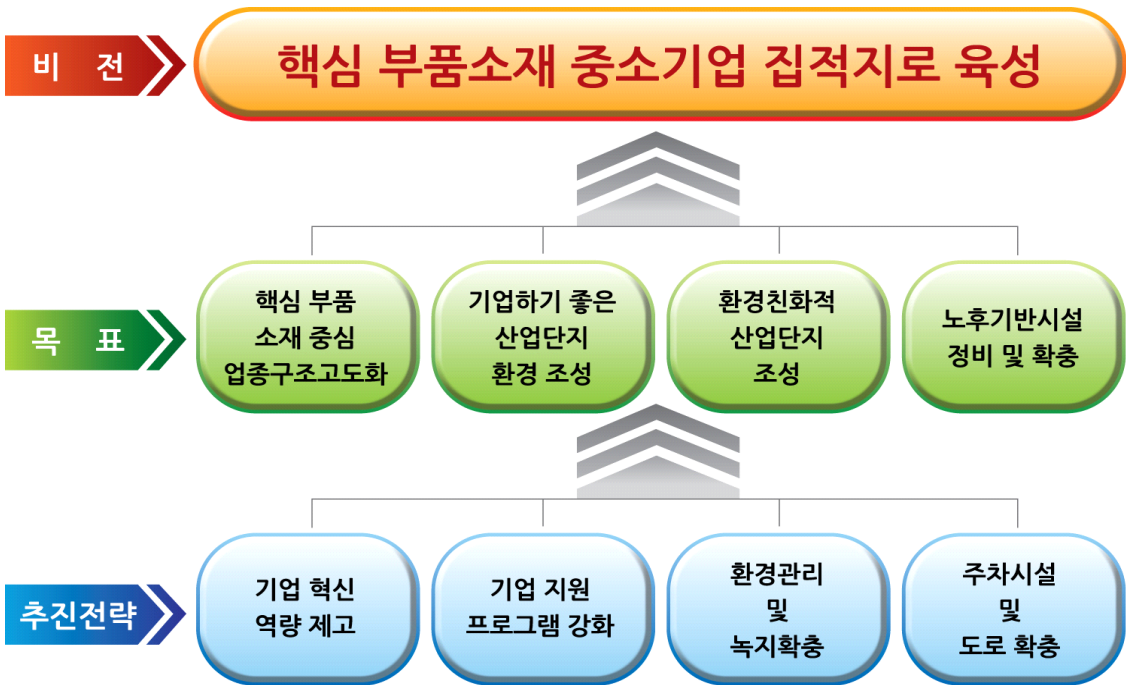 비 전
핵심 부품소재 중소기업 집적지로 육성
목 표
핵심 부품
소재 중심
업종구조고도화
기업하기 좋은
산업단지
환경 조성
환경친화적
산업단지
조성
노후기반시설
정비 및 확충
추진전략
기업 혁신
역량 제고
기업 지원
프로그램 강화
환경관리
및
녹지확충
주차시설
및
도로 확충